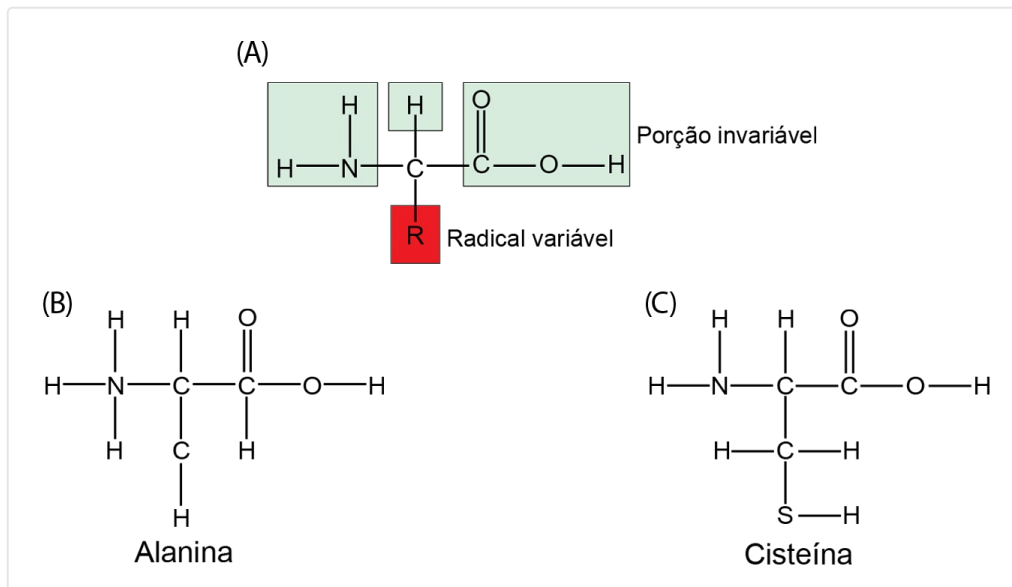 (A)
H H O
H N C C O H
R
Porção invariável
Radical variável
(B)
H H O
H N C C O H
H C H
H
Alanina
(C)
H H O
H N C C O H
H C H
S H
Cisteína